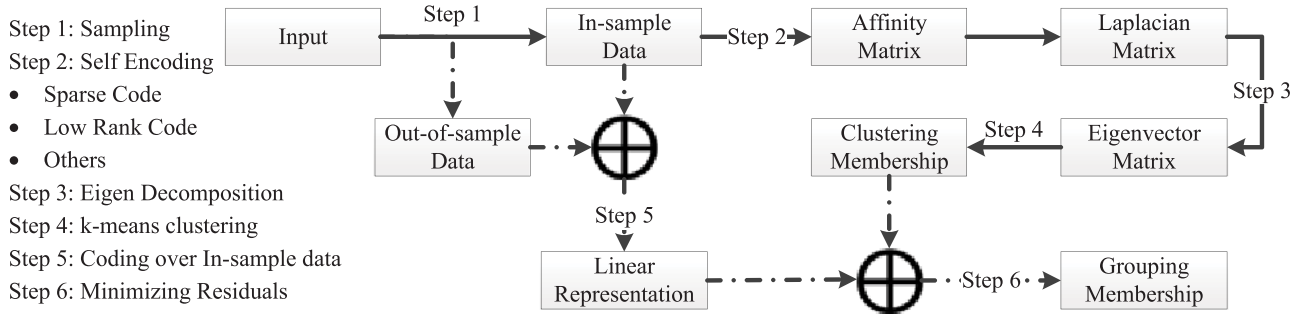 Step 1: Sampling
Step 2: Self Encoding
• Sparse Code
• Low Rank Code
• Others
Step 3: Eigen Decomposition
Step 4: k-means clustering
Step 5: Coding over In-sample data
Step 6: Minimizing Residuals
Input
Step 1
In-sample
Data
Step 2
Affinity
Matrix
Laplacian
Matrix
Step 3
Out-of-sample
Data
Clustering
Membership
Step 4
Eigenvector
Matrix
Step 5
Linear
Representation
Step 6
Grouping
Membership